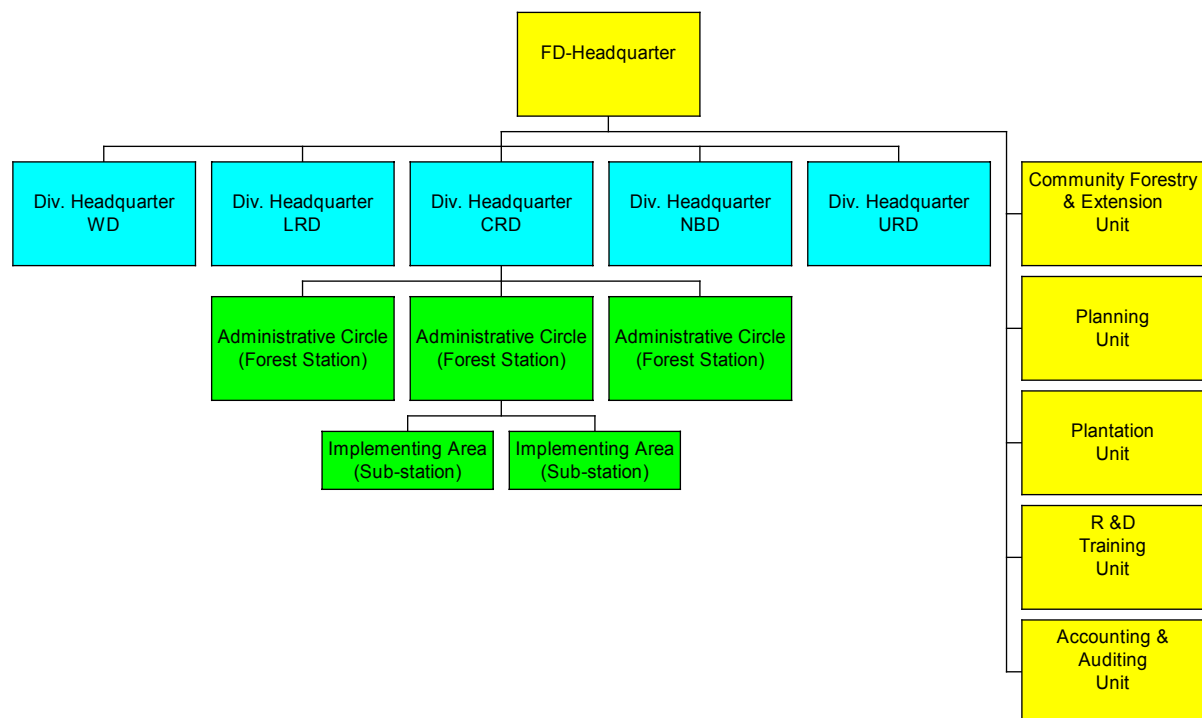 FD-Headquarter
Div. Headquarter
WD
Div. Headquarter
LRD
Div. Headquarter
CRD
Div. Headquarter
NBD
Div. Headquarter
URD
Community Forestry
& Extension
Unit
Administrative Circle
(Forest Station)
Administrative Circle
(Forest Station)
Administrative Circle
(Forest Station)
Planning
Unit
Implementing Area
(Sub-station)
Implementing Area
(Sub-station)
Plantation
Unit
R &D
Training
Unit
Accounting &
Auditing
Unit